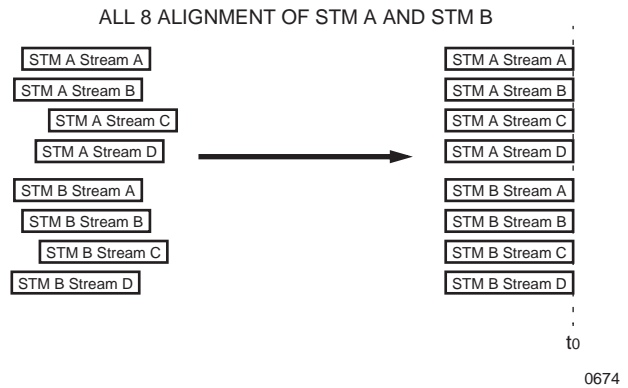 ALL 8 ALIGNMENT OF STM A AND STM B
STM A Stream A
STM A Stream B
STM A Stream C
STM A Stream D
STM B Stream A
STM B Stream B
STM B Stream C
STM B Stream D
STM A Stream A
STM A Stream B
STM A Stream C
STM A Stream D
STM B Stream A
STM B Stream B
STM B Stream C
STM B Stream D
t0
0674